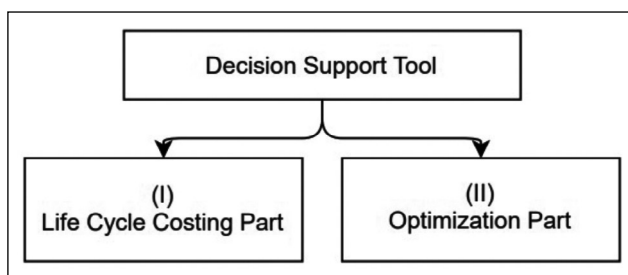 Decision Support Tool
(I)
Life Cycle Costing Part
(II)
Optimization Part